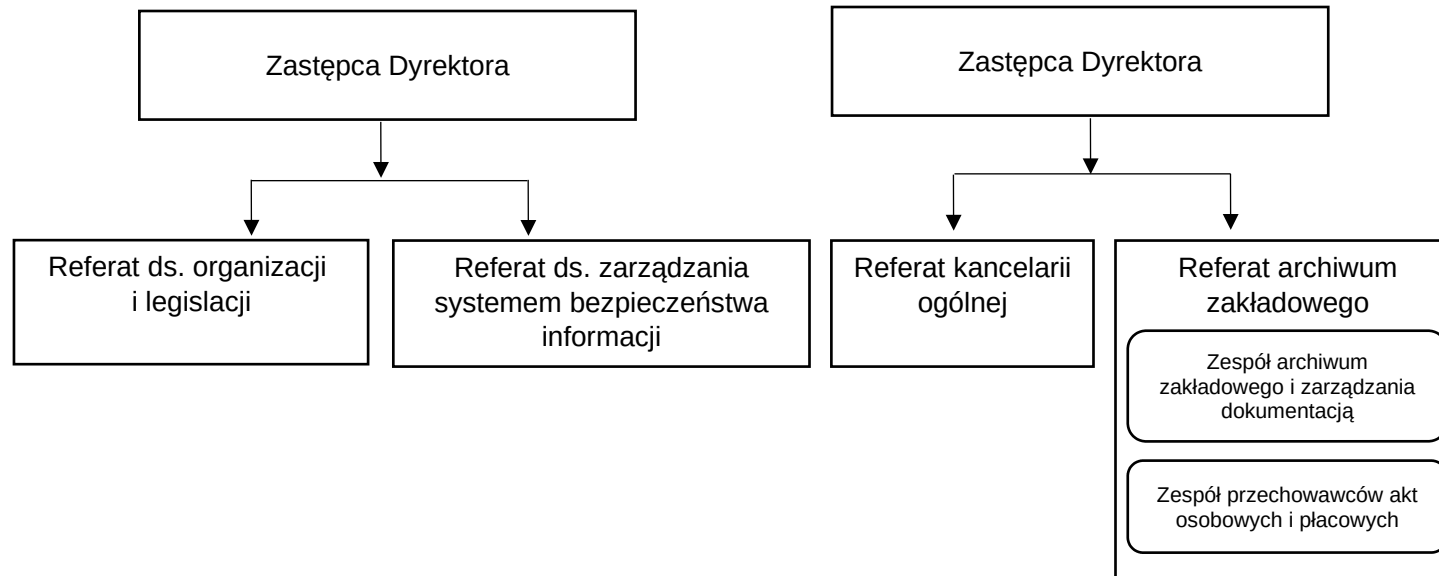 Zastępca Dyrektora
Zastępca Dyrektora
Referat ds. organizacji
i legislacji
Referat ds. zarządzania
systemem bezpieczeństwa
informacji
Referat kancelarii
ogólnej
Referat archiwum
zakładowego
Zespół archiwum
zakładowego i zarządzania
dokumentacją
Zespół przechowawców akt
osobowych i płacowych